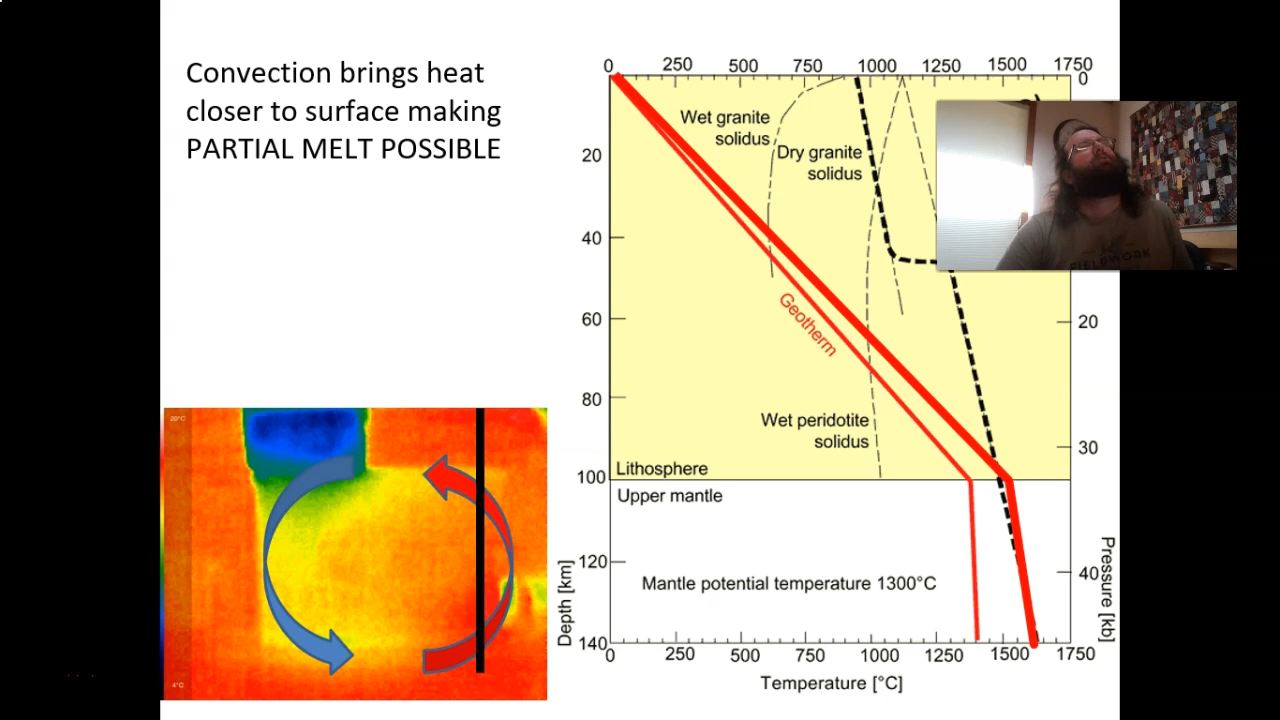 Convection brings heat
closer to surface making
PARTIAL MELT POSSIBLE
0 250 500 750 1000 1250 1500 1750
0
Wet granite
solidus
Dry granite
solidus
20
FIELDWORK
40
60
20
Geotherm
80
Wet peridotite
solidus
30
Lithosphere
100
Upper mantle
120
40
Mantle potential temperature 1300°C
Depth [km]
Pressure [kb]
140
0 250 500 750 1000 1250 1500 1750
Temperature [°C]
20°C
4°C